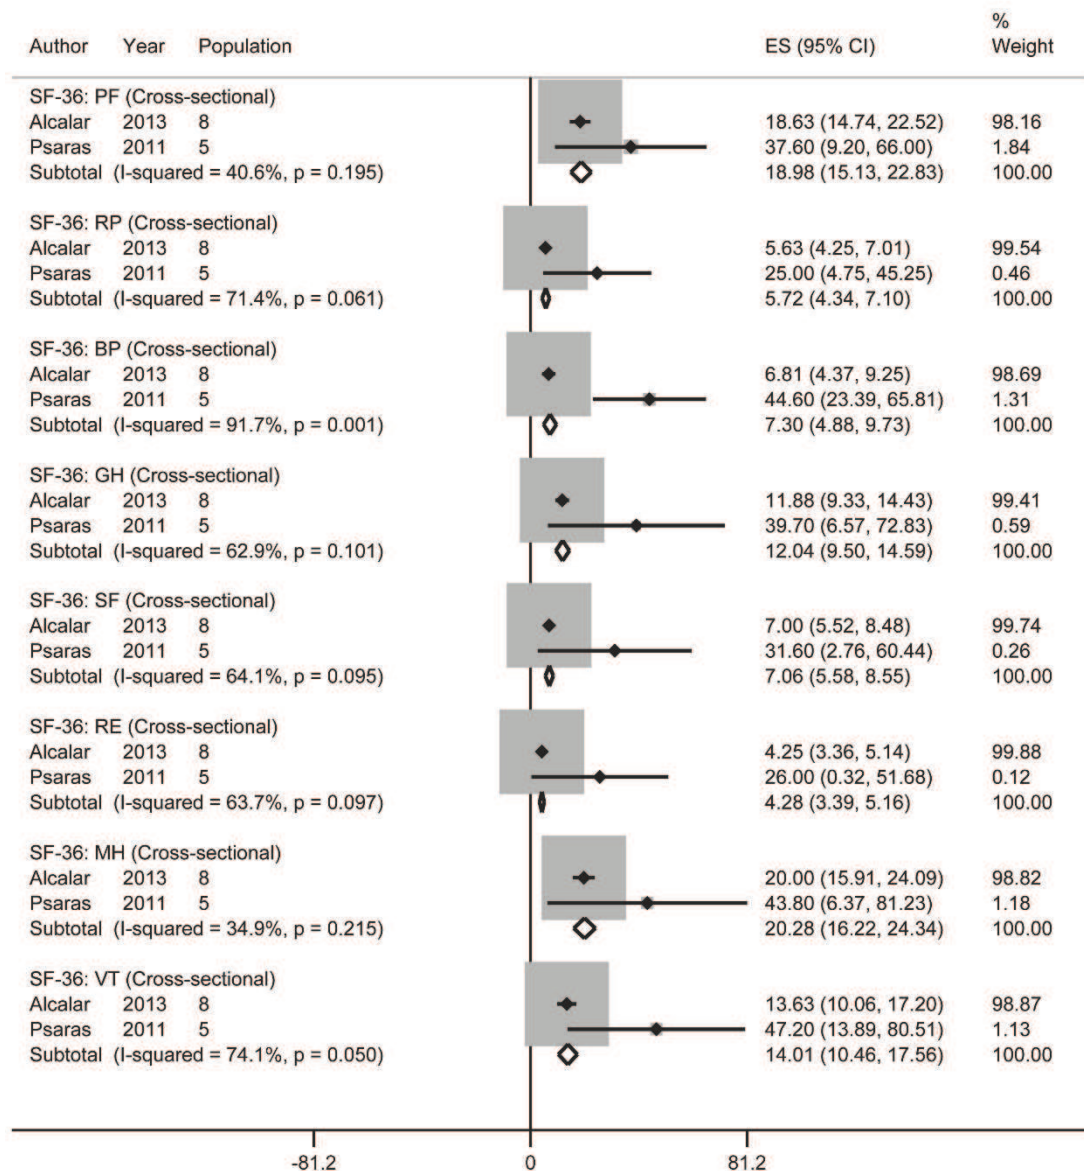 %
Author Year Population ES (95% CI) Weight
SF-36: PF (Cross-sectional)
Alcalar 2013 8 18.63 (14.74, 22.52) 98.16
Psaras 2011 5 37.60 (9.20, 66.00) 1.84
Subtotal (I-squared = 40.6%, p = 0.195) 18.98 (15.13, 22.83) 100.00
SF-36: RP (Cross-sectional)
Alcalar 2013 8 5.63 (4.25, 7.01) 99.54
Psaras 2011 5 25.00 (4.75, 45.25) 0.46
Subtotal (I-squared = 71.4%, p = 0.061) 5.72 (4.34, 7.10) 100.00
SF-36: BP (Cross-sectional)
Alcalar 2013 8 6.81 (4.37, 9.25) 98.69
Psaras 2011 5 44.60 (23.39, 65.81) 1.31
Subtotal (I-squared = 91.7%, p = 0.001) 7.30 (4.88, 9.73) 100.00
SF-36: GH (Cross-sectional)
Alcalar 2013 8 11.88 (9.33, 14.43) 99.41
Psaras 2011 5 39.70 (6.57, 72.83) 0.59
Subtotal (I-squared = 62.9%, p = 0.101) 12.04 (9.50, 14.59) 100.00
SF-36: SF (Cross-sectional)
Alcalar 2013 8 7.00 (5.52, 8.48) 99.74
Psaras 2011 5 31.60 (2.76, 60.44) 0.26
Subtotal (I-squared = 64.1%, p = 0.095) 7.06 (5.58, 8.55) 100.00
SF-36: RE (Cross-sectional)
Alcalar 2013 8 4.25 (3.36, 5.14) 99.88
Psaras 2011 5 26.00 (0.32, 51.68) 0.12
Subtotal (I-squared = 63.7%, p = 0.097) 4.28 (3.39, 5.16) 100.00
SF-36: MH (Cross-sectional)
Alcalar 2013 8 20.00 (15.91, 24.09) 98.82
Psaras 2011 5 43.80 (6.37, 81.23) 1.18
Subtotal (I-squared = 34.9%, p = 0.215) 20.28 (16.22, 24.34) 100.00
SF-36: VT (Cross-sectional)
Alcalar 2013 8 13.63 (10.06, 17.20) 98.87
Psaras 2011 5 47.20 (13.89, 80.51) 1.13
Subtotal (I-squared = 74.1%, p = 0.050) 14.01 (10.46, 17.56) 100.00
-81.2 0 81.2